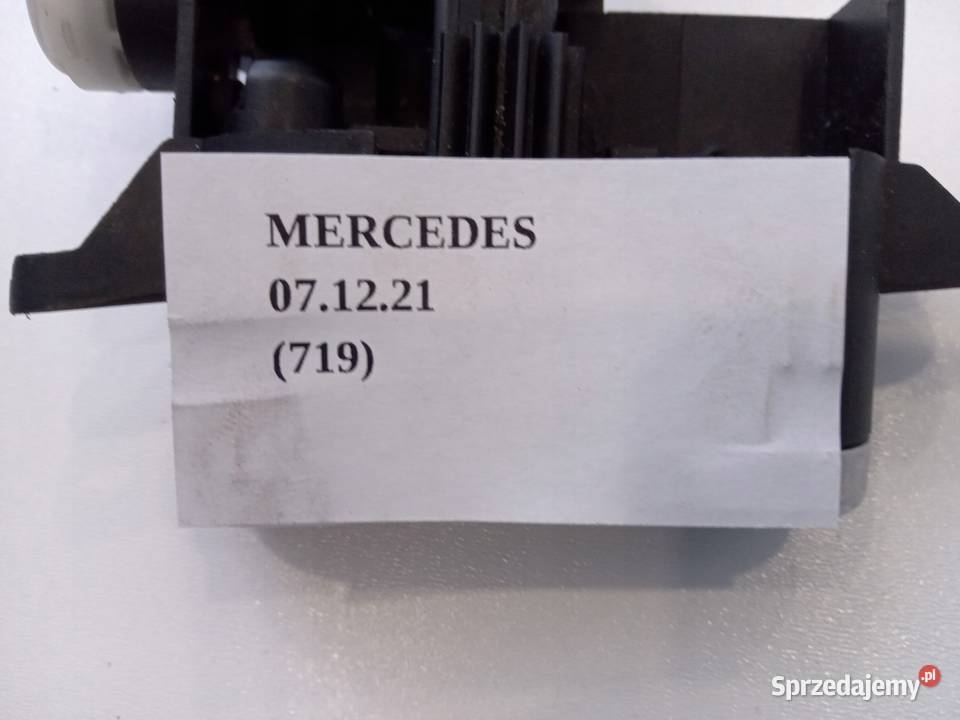 MERCEDES
07.12.21
(719)
Sprzedajemy.pl